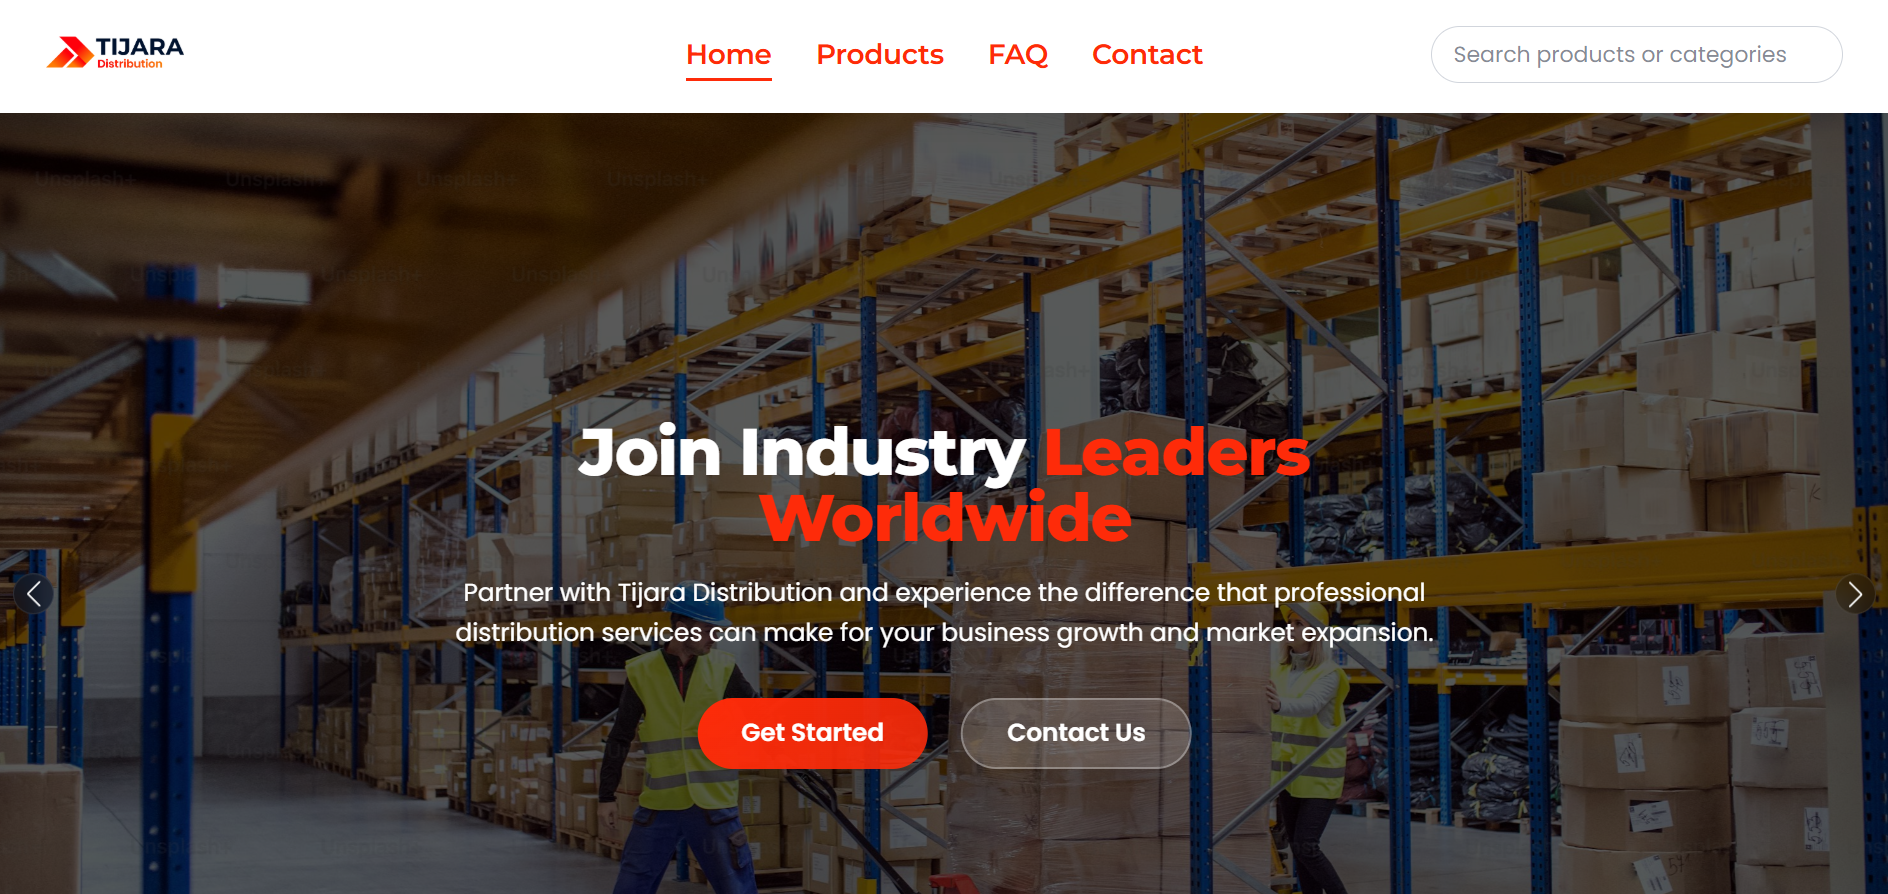 TIJARA
Distribution
Home
Products
FAQ
Contact
Search products or categories
Unsplash+
Join Industry Leaders
Worldwide
Partner with Tijara Distribution and experience the difference that professional
distribution services can make for your business growth and market expansion.
Get Started
Contact Us